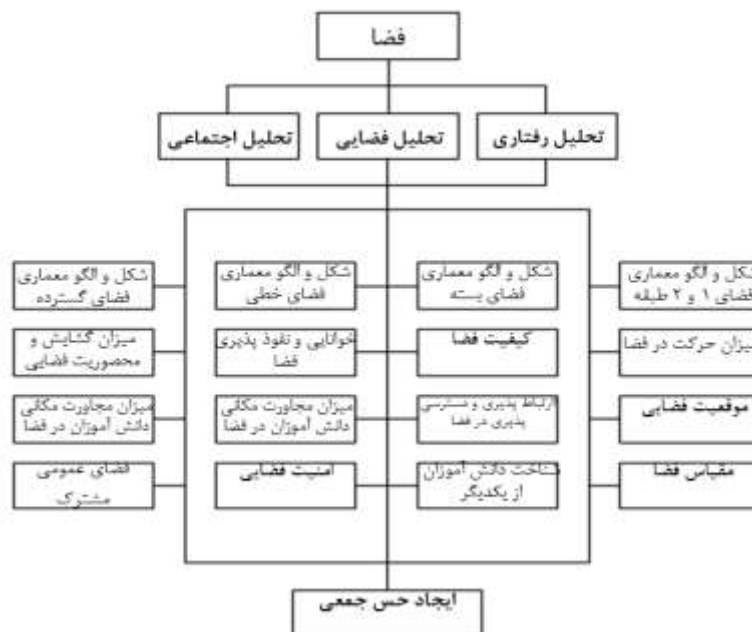 فضا
تحلیل رفتاری
تحلیل فضایی
تحلیل اجتماعی
شکل و الگو معماری
فضای ۱ و ۲ طبقه
شکل و الگو معماری
فضای بسته
شکل و الگو معماری
فضای خطی
شکل و الگو معماری
فضای گسترده
میزان حرکت در فضا
کیفیت فضا
خوانایی و نفوذ پذیری
فضا
میزان گشایش و
محصوریت فضایی
موقعیت فضایی
ارتباط پذیری و دسترسی
پذیری در فضا
میزان مجاورت مکانی
دانش آموزان در فضا
میزان مجاورت مکانی
دانش آموزان در فضا
مقیاس فضا
شناخت دانش آموزان
از یکدیگر
امنیت فضایی
فضای عمومی
مشترک
ایجاد حس جمعی